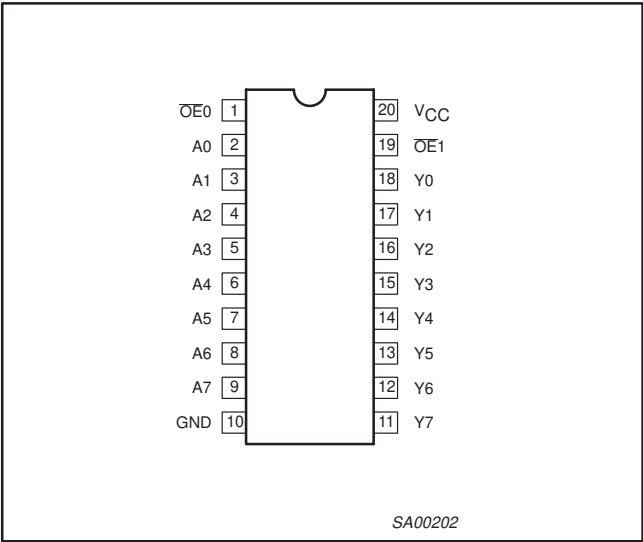 O̅E̅0 1 20 VCC
A0 2 19 O̅E̅1
A1 3 18 Y0
A2 4 17 Y1
A3 5 16 Y2
A4 6 15 Y3
A5 7 14 Y4
A6 8 13 Y5
A7 9 12 Y6
GND 10 11 Y7
SA00202